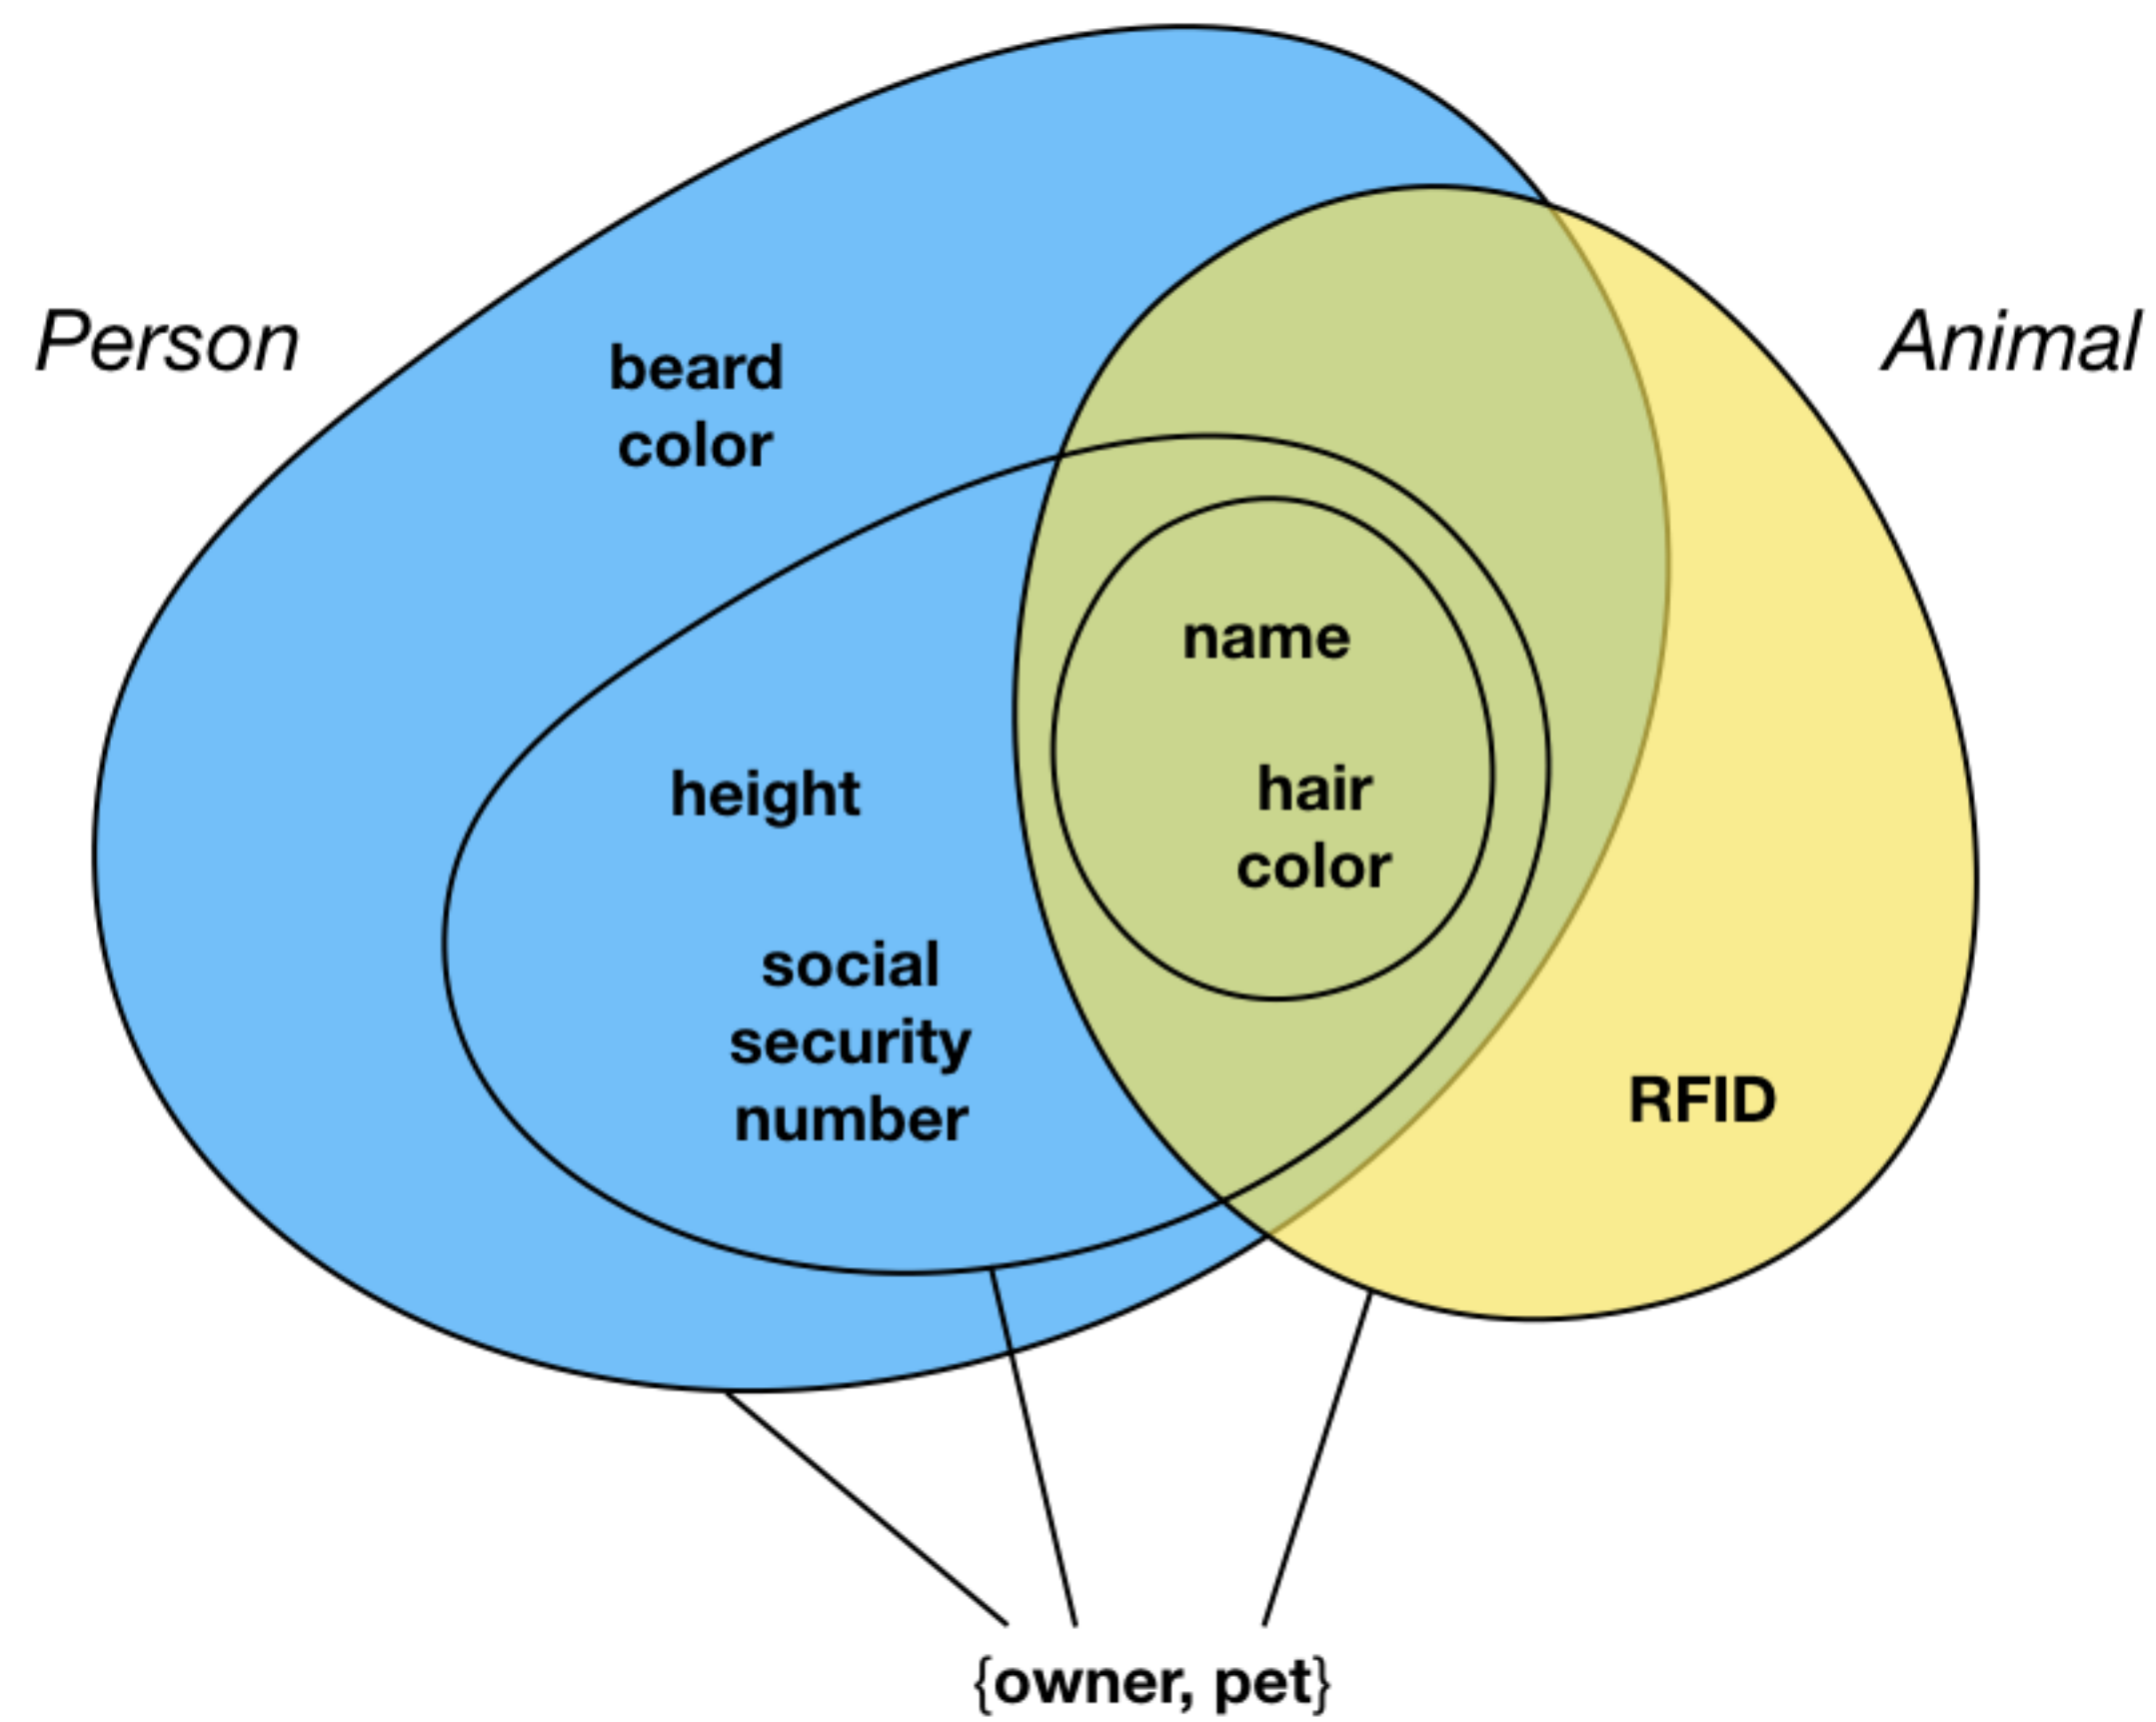 Person
Animal
beard
color
name
height
hair
color
social
security
number
RFID
{owner, pet}